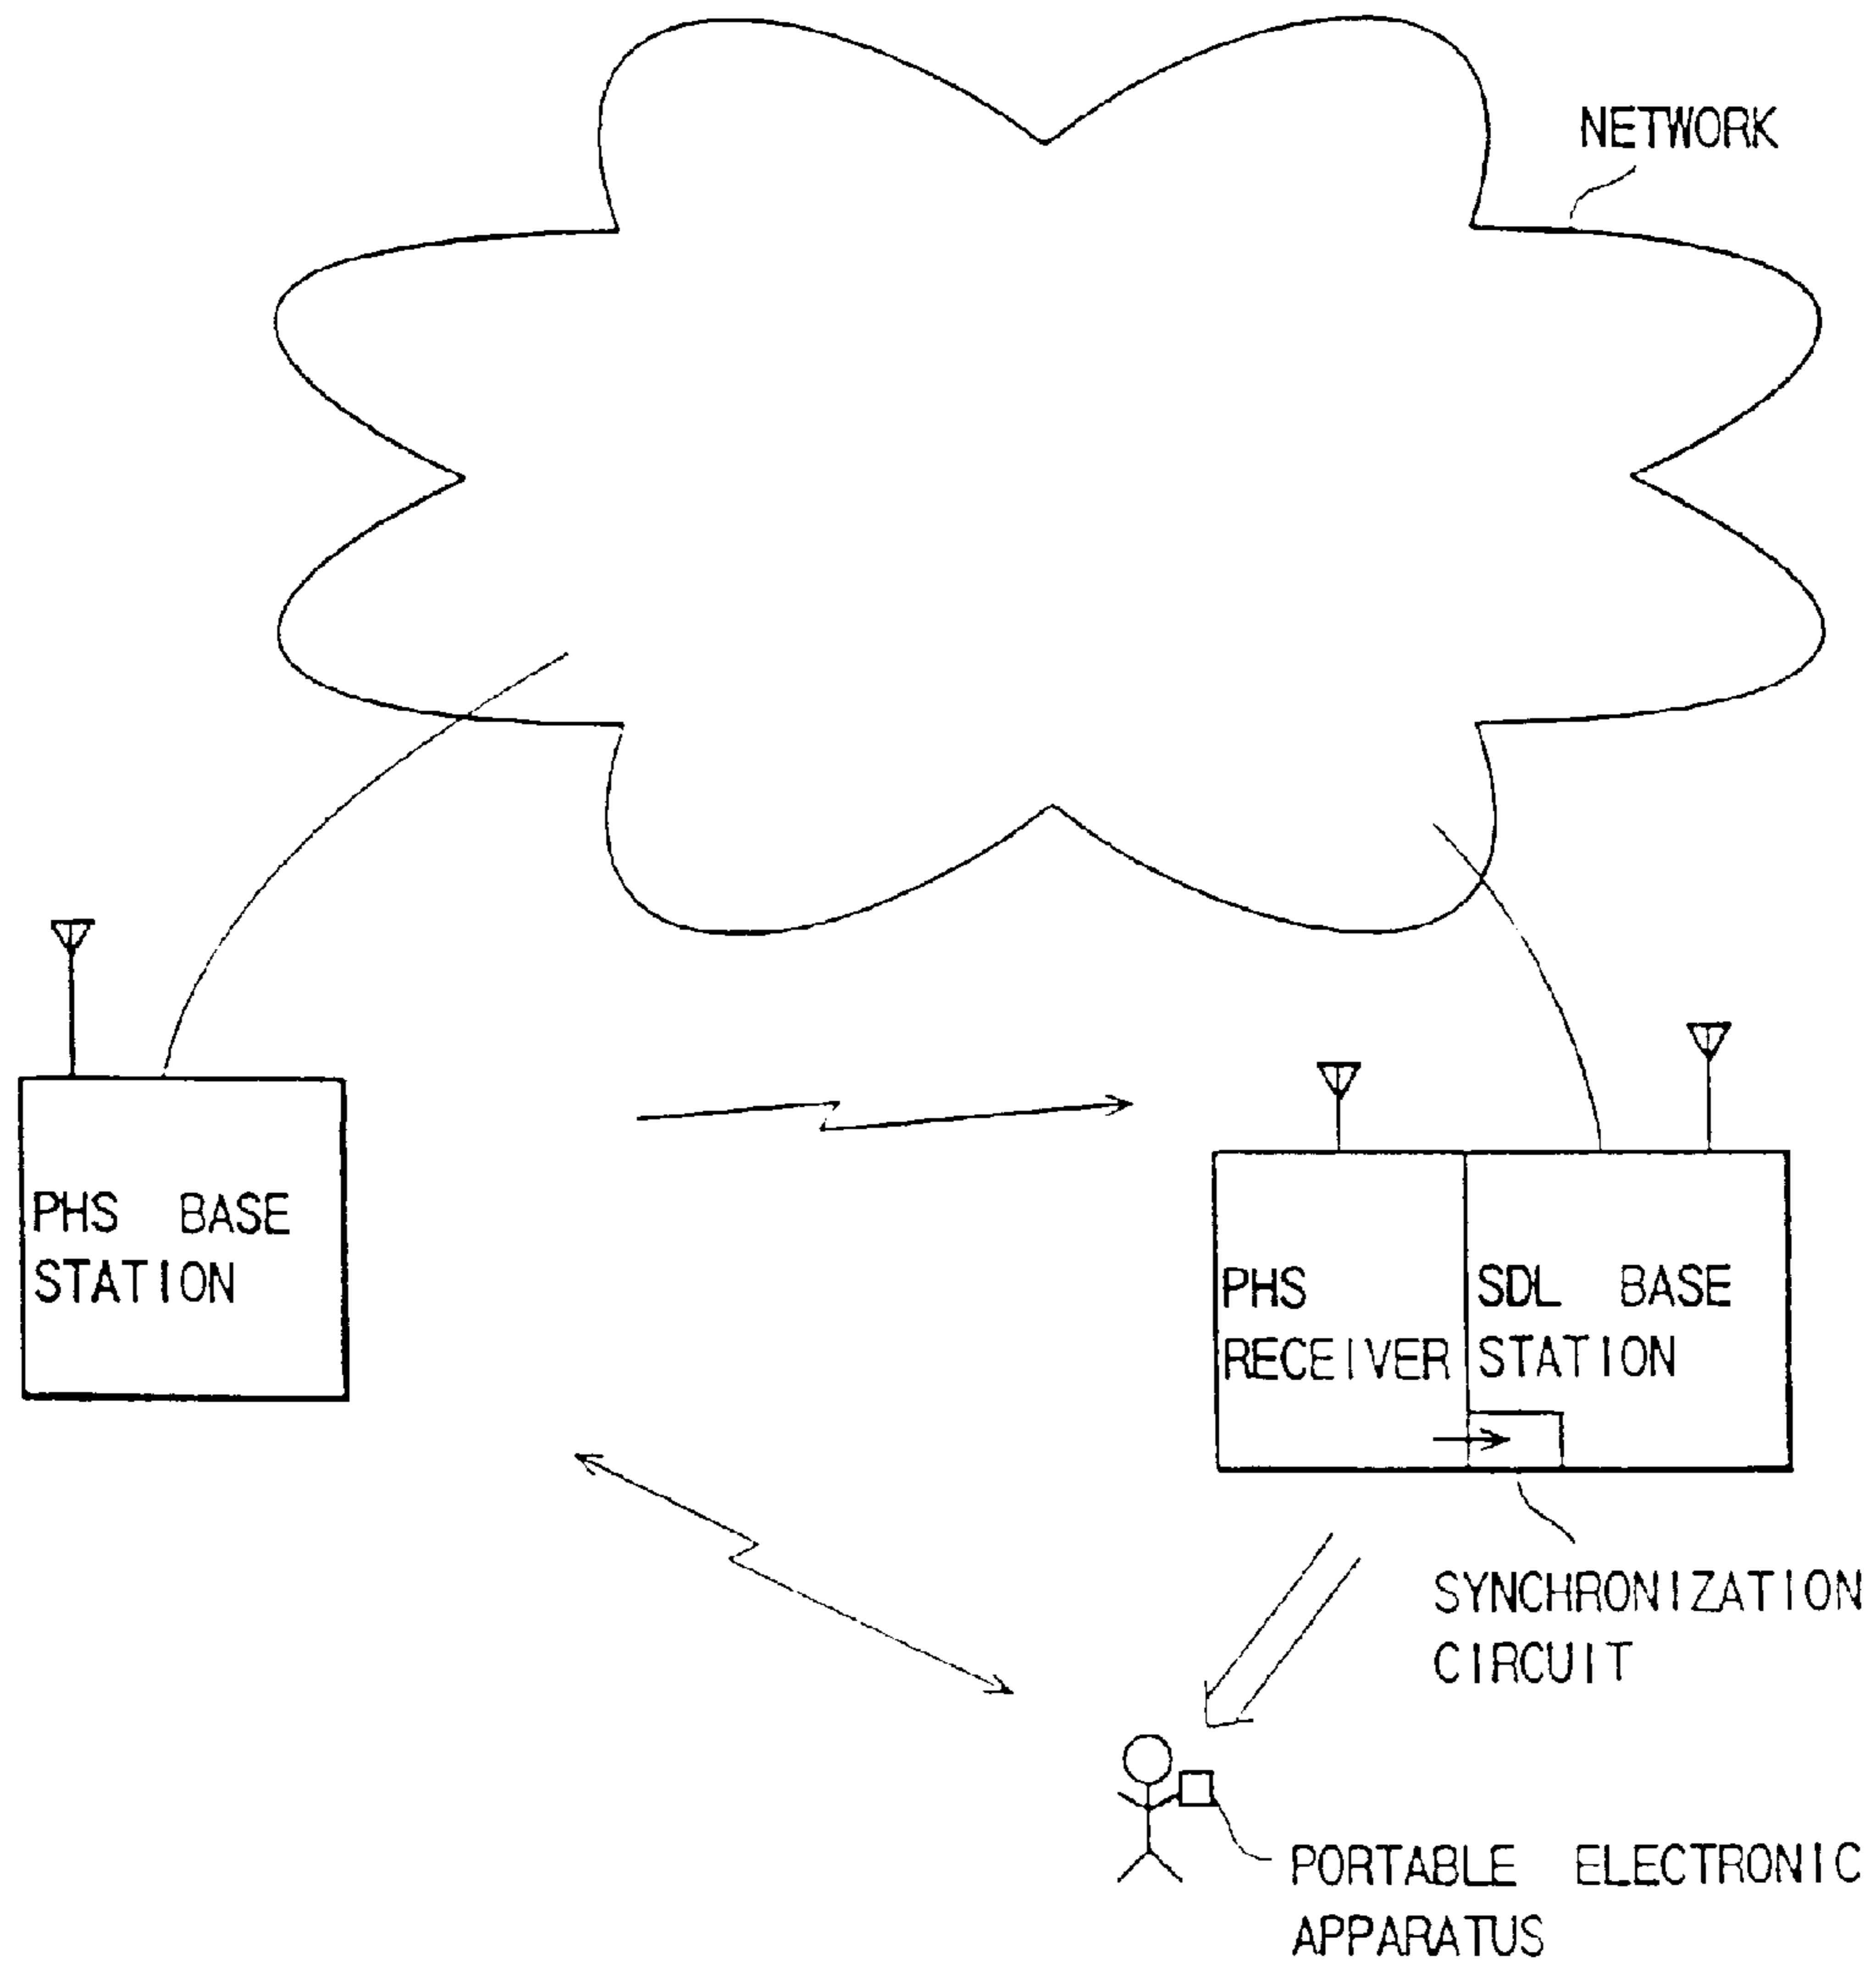 NETWORK
PHS BASE
STATION
PHS
RECEIVER
SDL BASE
STATION
SYNCHRONIZATION
CIRCUIT
PORTABLE ELECTRONIC
APPARATUS